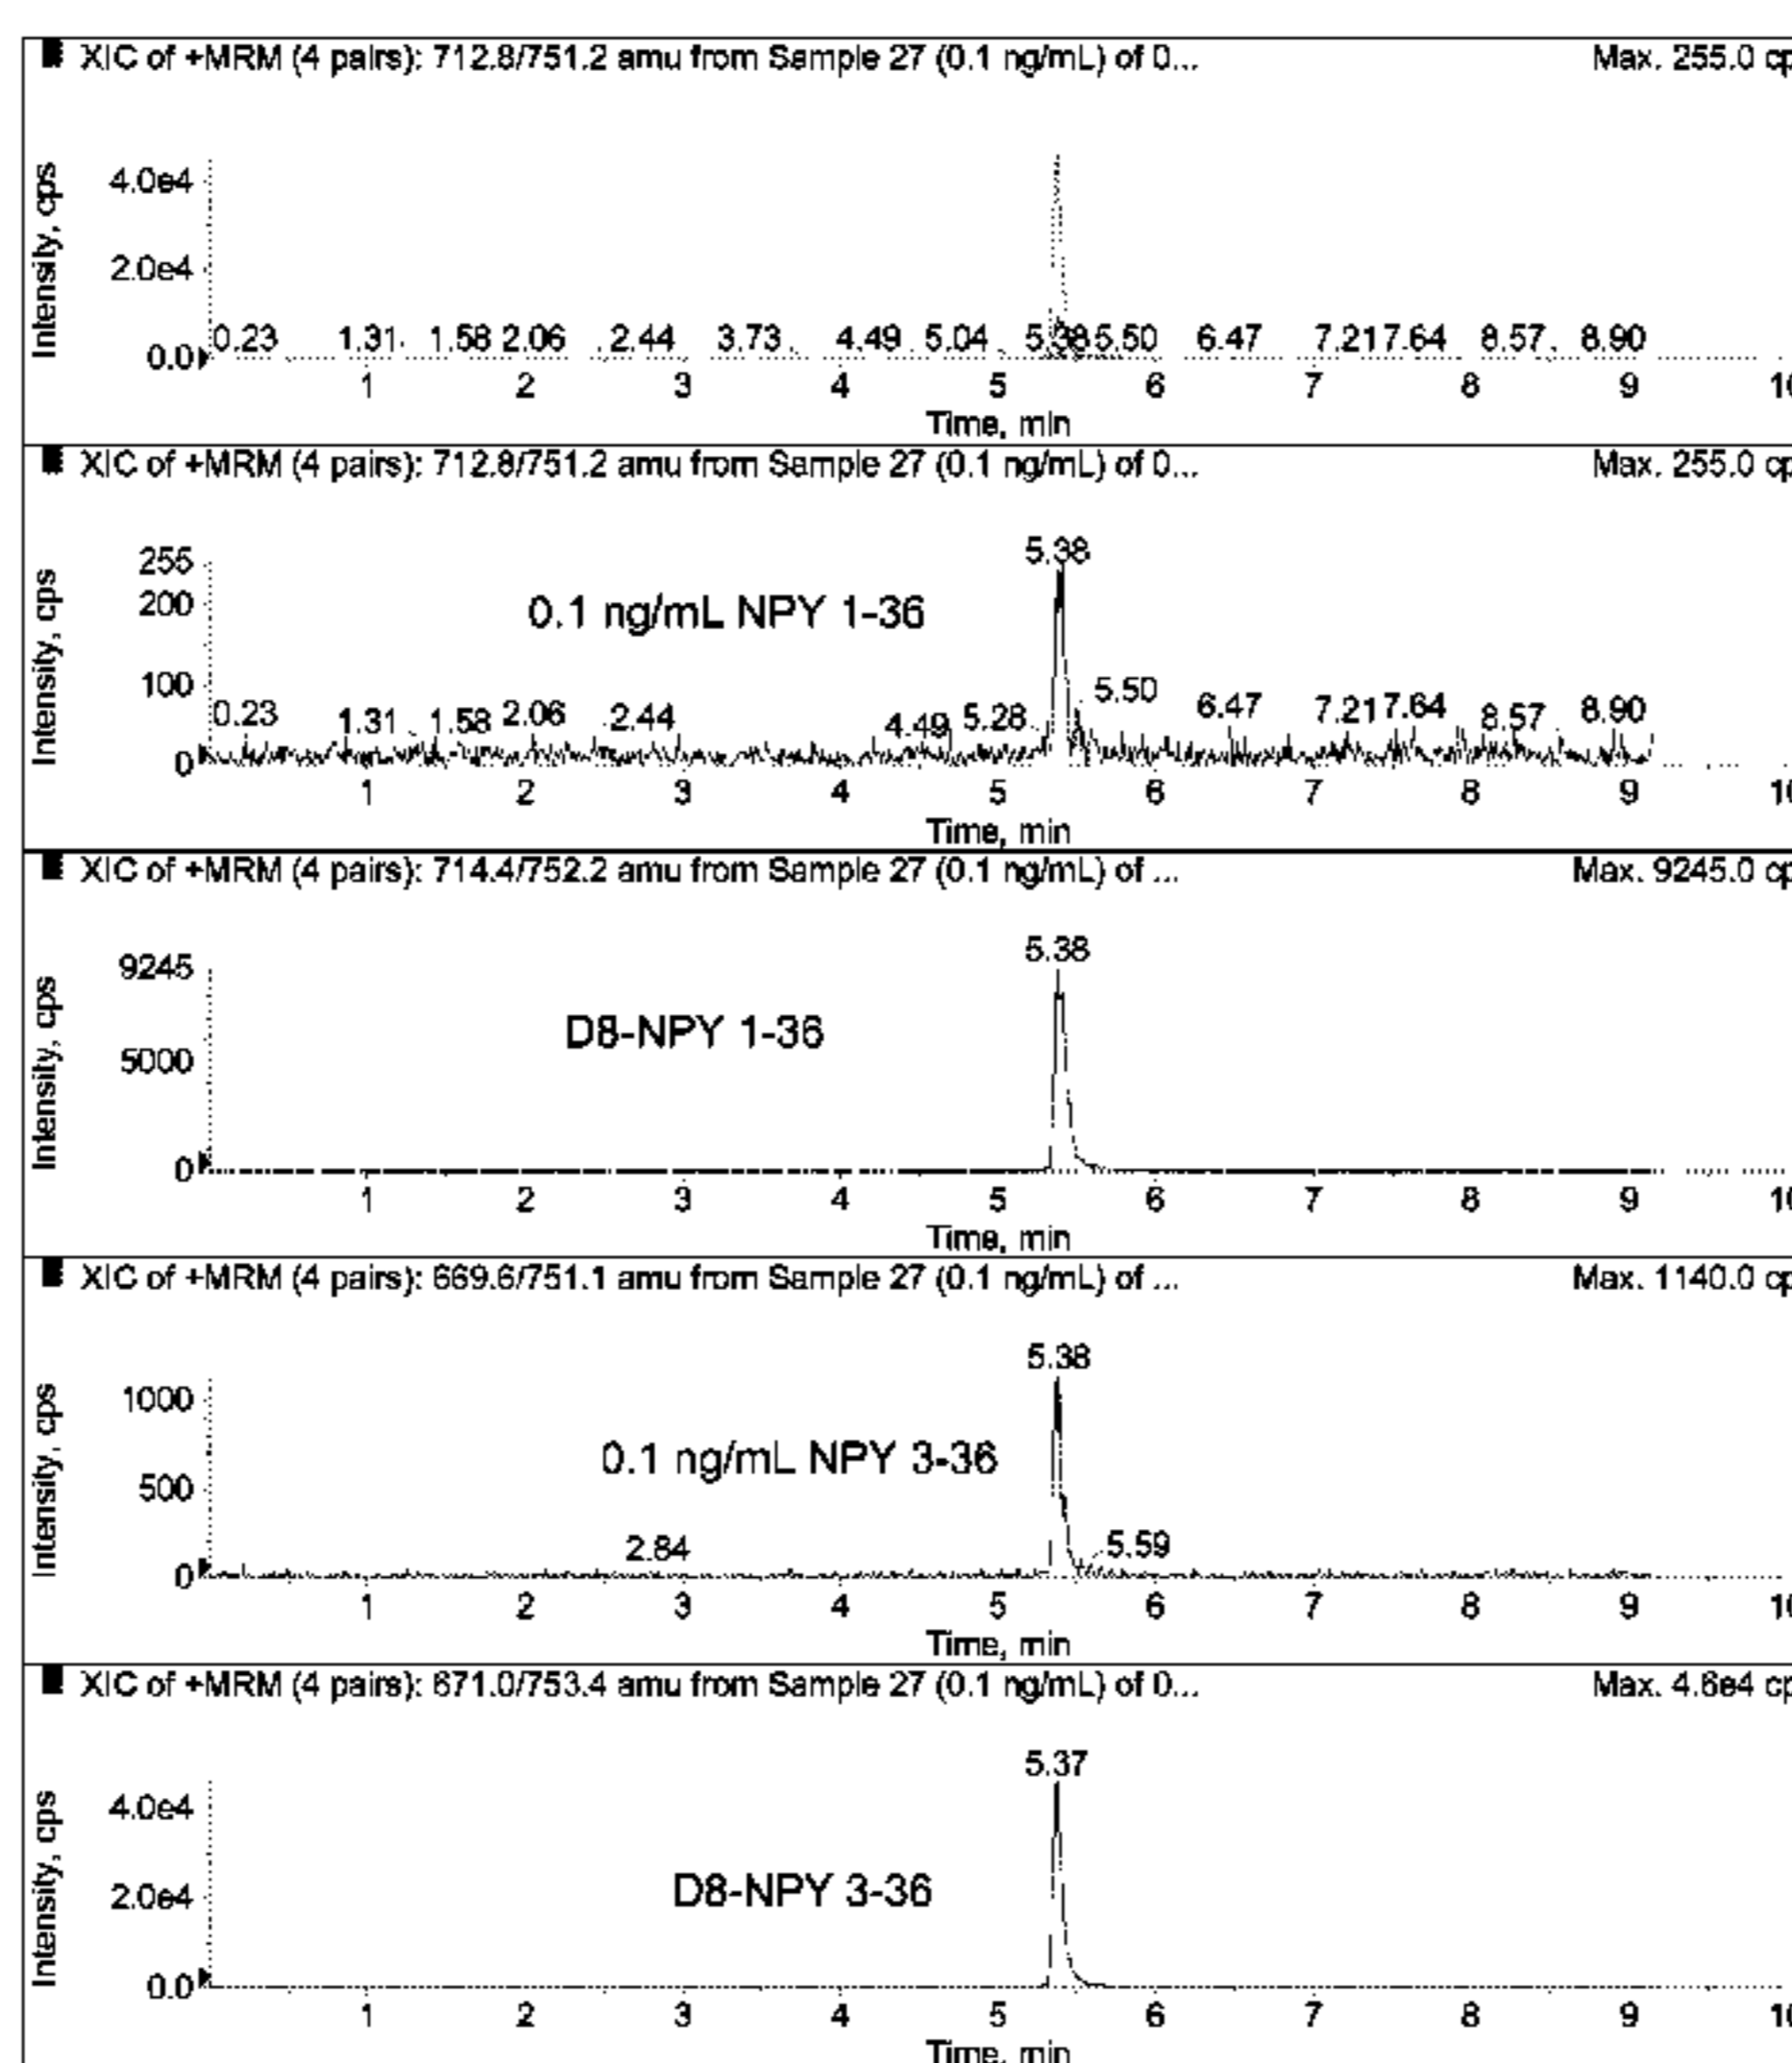 XIC of +MRM (4 pairs): 712.8/751.2 amu from Sample 27 (0.1 ng/mL) of 0... Max. 255.0 cp
Intensity, cps
4.0e4
2.0e4
0.0
0.23 1.31 1.58 2.06 2.44 3.73 4.49 5.04 5.38 5.50 6.47 7.21 7.64 8.57 8.90
1 2 3 4 5 6 7 8 9 10
Time, min
XIC of +MRM (4 pairs): 712.8/751.2 amu from Sample 27 (0.1 ng/mL) of 0... Max. 255.0 cp
Intensity, cps
5.38
255
200
0.1 ng/mL NPY 1-36
100
0
0.23 1.31 1.58 2.06 2.44 4.49 5.28 5.50 6.47 7.21 7.64 8.57 8.90
1 2 3 4 5 6 7 8 9 10
Time, min
XIC of +MRM (4 pairs): 714.4/752.2 amu from Sample 27 (0.1 ng/mL) of ... Max. 9245.0 cp
Intensity, cps
5.38
9245
D8-NPY 1-36
5000
0
1 2 3 4 5 6 7 8 9 10
Time, min
XIC of +MRM (4 pairs): 669.6/751.1 amu from Sample 27 (0.1 ng/mL) of ... Max. 1140.0 cp
Intensity, cps
5.38
1000
0.1 ng/mL NPY 3-36
500
2.84 5.59
0
1 2 3 4 5 6 7 8 9 10
Time, min
XIC of +MRM (4 pairs): 671.0/753.4 amu from Sample 27 (0.1 ng/mL) of 0... Max. 4.6e4 cp
Intensity, cps
5.37
4.0e4
D8-NPY 3-36
2.0e4
0.0
1 2 3 4 5 6 7 8 9 10
Time, min